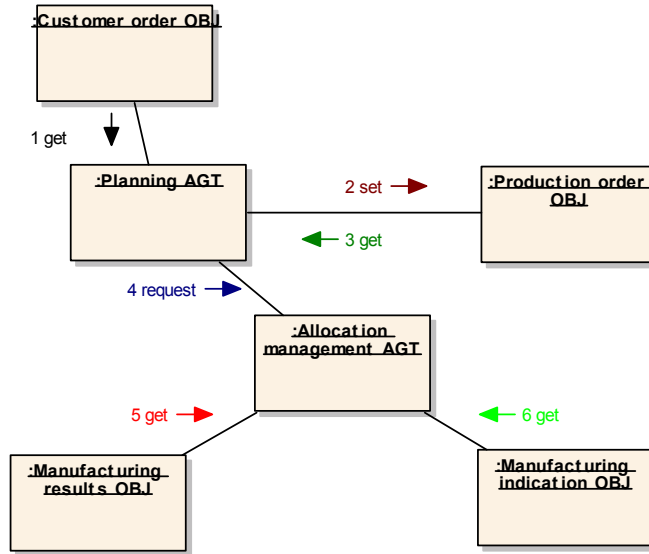 :Customer order OBJ
1 get
:Planning AGT
2 set
:Production order
OBJ
3 get
4 request
:Allocation
management AGT
5 get
6 get
:Manufacturing
results OBJ
:Manufacturing
indication OBJ